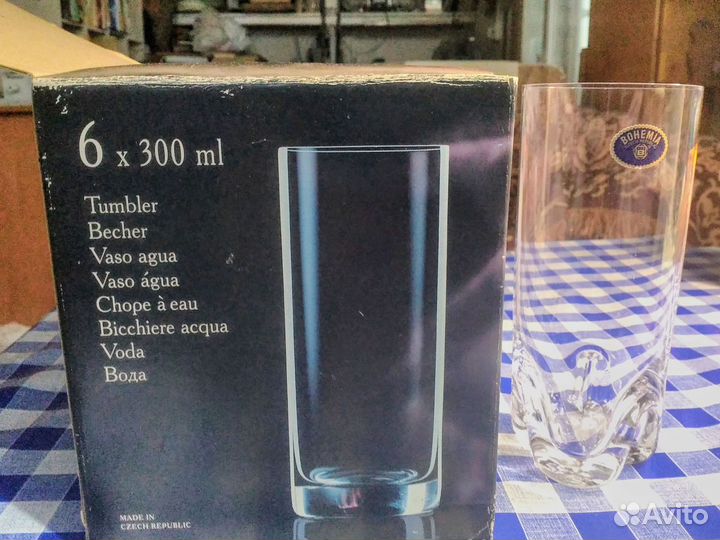 6 x 300 ml
Tumbler
Becher
Vaso agua
Vaso água
Chope à eau
Bicchiere acqua
Voda
Вода
MADE IN
CZECH REPUBLIC
BOHEMIA
Avito